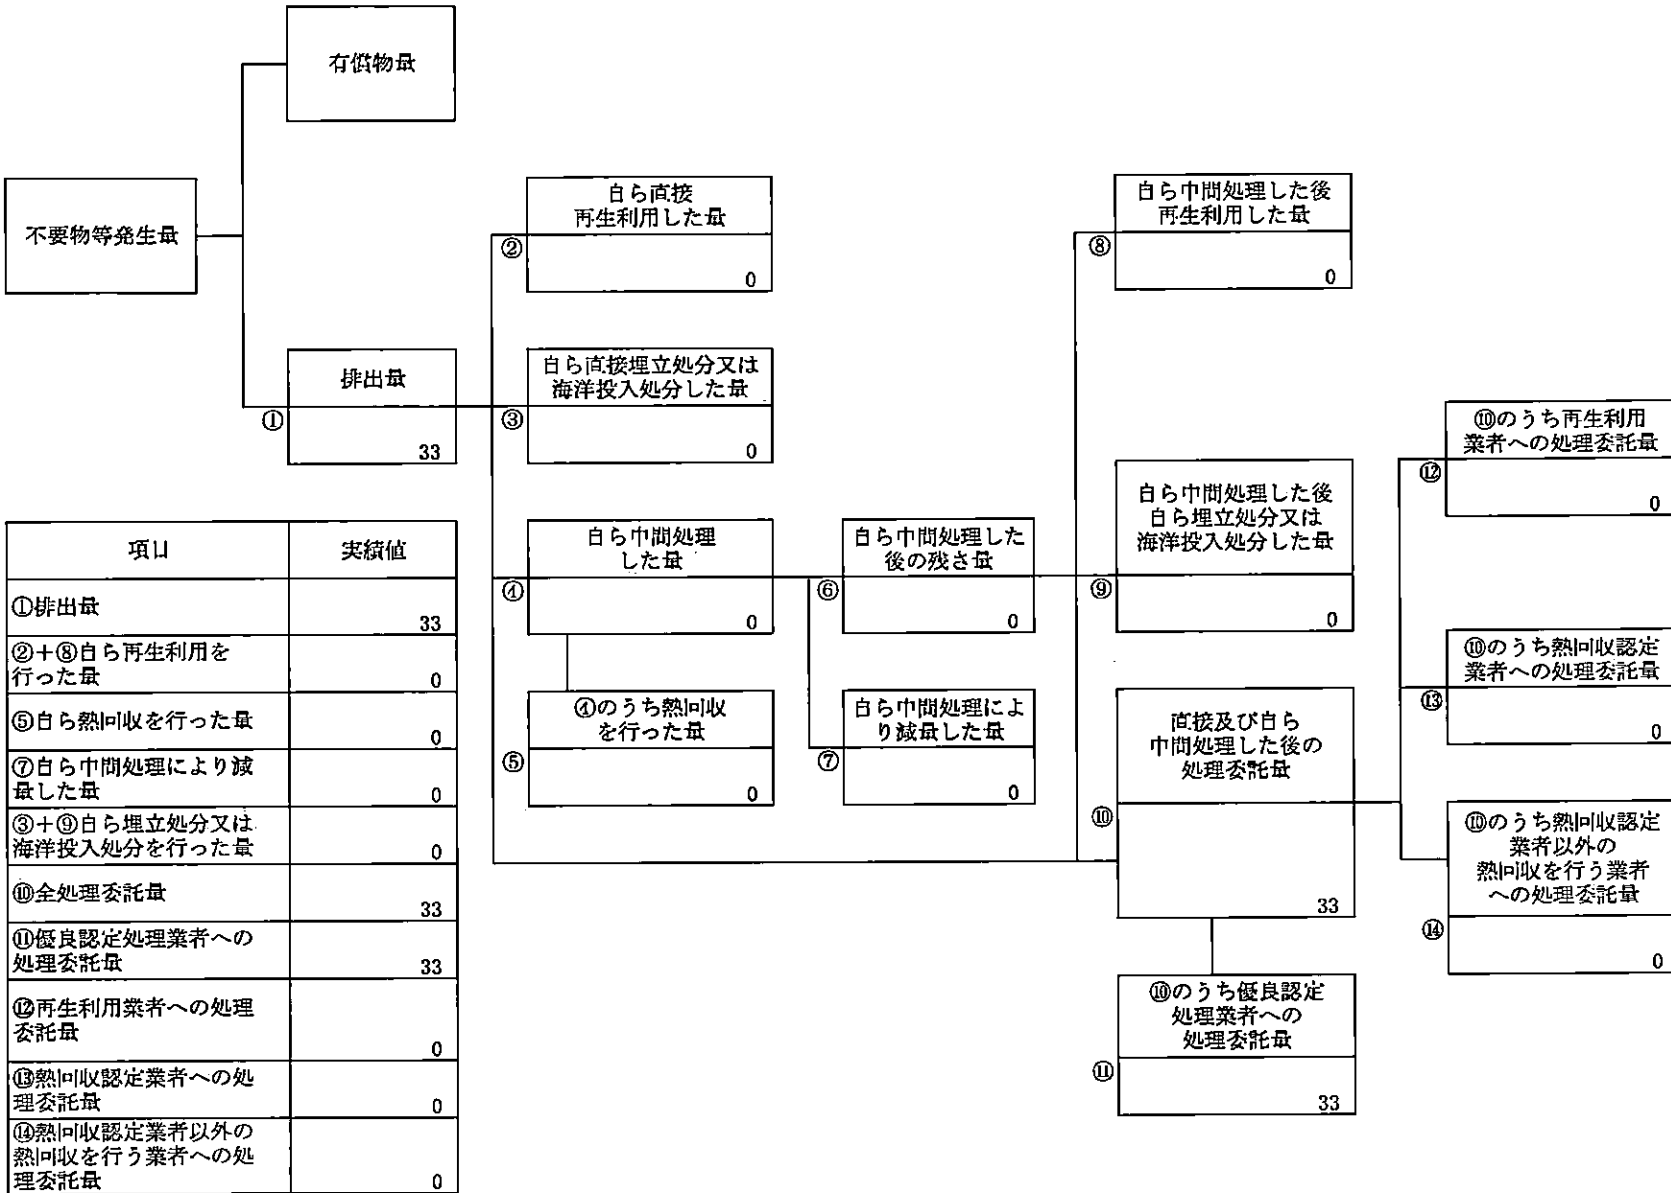 有償物量
不要物等発生量
排出量
①
33
自ら直接
再生利用した量
②
0
自ら直接埋立処分又は
海洋投入処分した量
③
0
自ら中間処理
した量
④
0
④のうち熱回収
を行った量
⑤
0
自ら中間処理した
後の残さ量
⑥
0
自ら中間処理によ
り減量した量
⑦
0
自ら中間処理した後
再生利用した量
⑧
0
自ら中間処理した後
自ら埋立処分又は
海洋投入処分した量
⑨
0
直接及び自ら
中間処理した後の
処理委託量
⑩
33
⑩のうち優良認定
処理業者への
処理委託量
⑪
33
⑩のうち再生利用
業者への処理委託量
⑫
0
⑩のうち熱回収認定
業者への処理委託量
⑬
0
⑩のうち熱回収認定
業者以外の
熱回収を行う業者
への処理委託量
⑭
0
項目 実績値
①排出量
33
②+⑧自ら再生利用を
行った量
0
⑤自ら熱回収を行った量
0
⑦自ら中間処理により減
量した量
0
③+⑨自ら埋立処分又は
海洋投入処分を行った量
0
⑩全処理委託量
33
⑪優良認定処理業者への
処理委託量
33
⑫再生利用業者への処理
委託量
0
⑬熱回収認定業者への処
理委託量
0
⑭熱回収認定業者以外の
熱回収を行う業者への処
理委託量
0